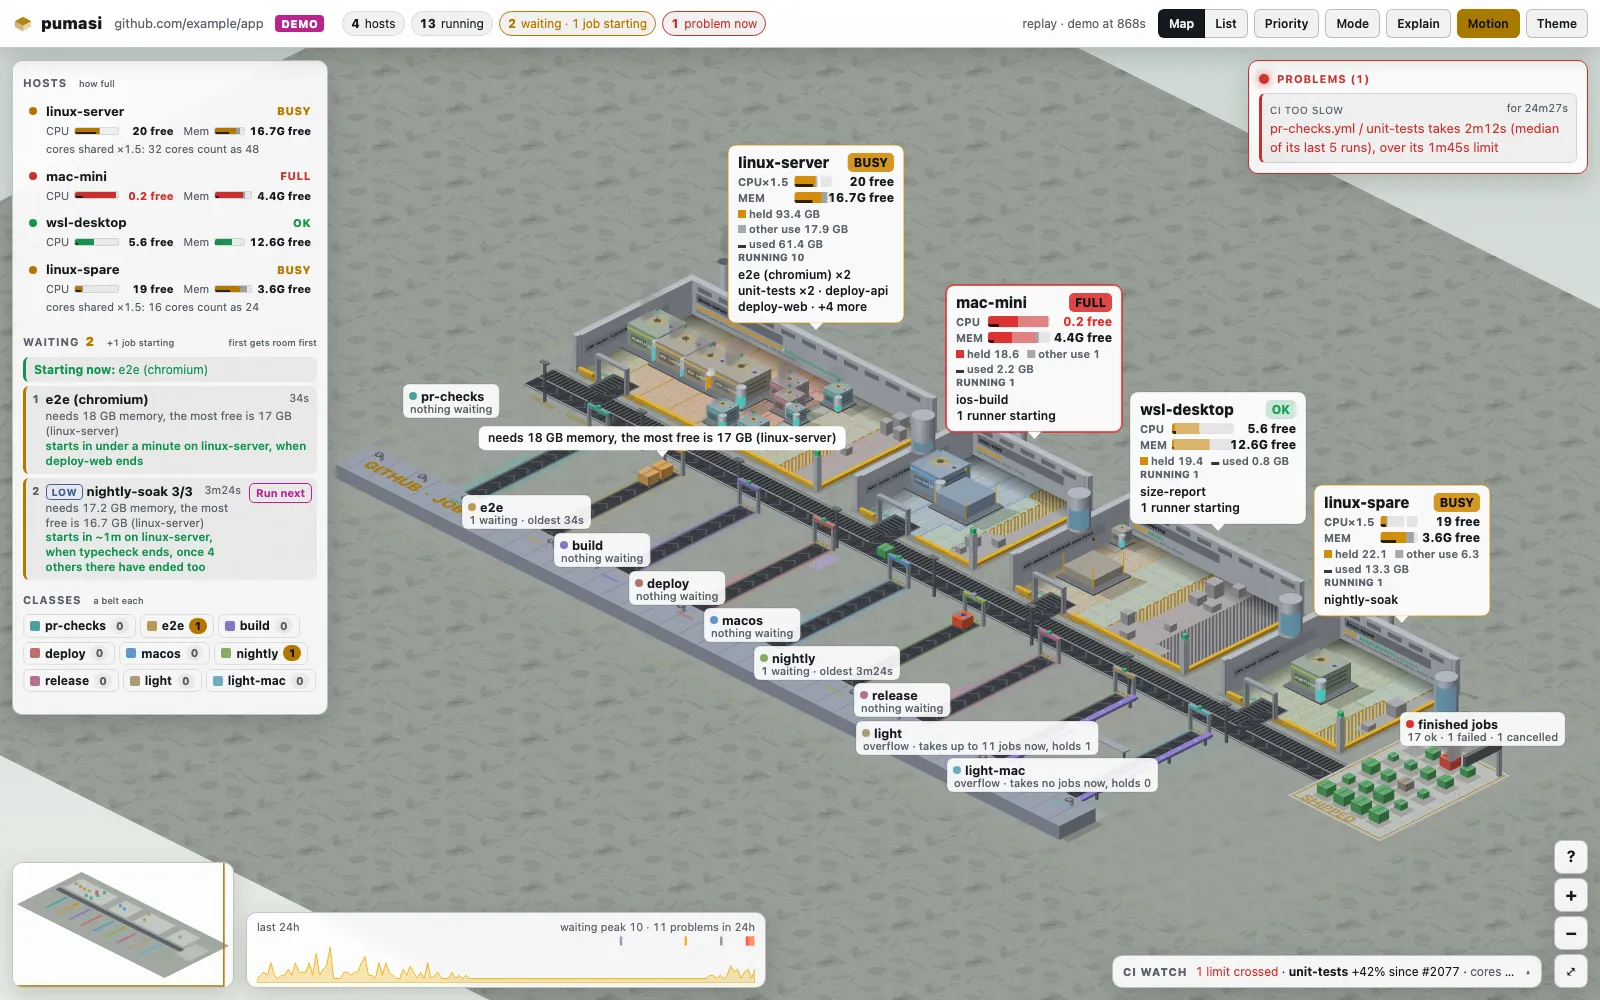 pumasi github.com/example/app DEMO 4 hosts 13 running 2 waiting · 1 job starting 1 problem now replay · demo at 868s Map List Priority Mode Explain Motion Theme
HOSTS how full
linux-server BUSY
CPU 20 free Mem 16.7G free
cores shared ×1.5: 32 cores count as 48
mac-mini FULL
CPU 0.2 free Mem 4.4G free
wsl-desktop OK
CPU 5.6 free Mem 12.6G free
linux-spare BUSY
CPU 19 free Mem 3.6G free
cores shared ×1.5: 16 cores count as 24
WAITING 2 +1 job starting first gets room first
Starting now: e2e (chromium)
1 e2e (chromium) 34s
needs 18 GB memory, the most free is 17 GB
(linux-server)
starts in under a minute on linux-server, when
deploy-web ends
2 LOW nightly-soak 3/3 3m24s Run next
needs 17.2 GB memory, the most
free is 16.7 GB (linux-server)
starts in ~1m on linux-server,
when typecheck ends, once 4
others there have ended too
CLASSES a belt each
pr-checks 0 e2e 1 build 0
deploy 0 macos 0 nightly 1
release 0 light 0 light-mac 0
PROBLEMS (1)
CI TOO SLOW for 24m27s
pr-checks.yml / unit-tests takes 2m12s (median
of its last 5 runs), over its 1m45s limit
linux-server BUSY
CPU×1.5 20 free
MEM 16.7G free
held 93.4 GB
other use 17.9 GB
used 61.4 GB
RUNNING 10
e2e (chromium) ×2
unit-tests ×2 · deploy-api
deploy-web · +4 more
mac-mini FULL
CPU 0.2 free
MEM 4.4G free
held 18.6 other use 1
used 2.2 GB
RUNNING 1
ios-build
1 runner starting
wsl-desktop OK
CPU 5.6 free
MEM 12.6G free
held 19.4 used 0.8 GB
RUNNING 1
size-report
1 runner starting
linux-spare BUSY
CPU×1.5 19 free
MEM 3.6G free
held 22.1 other use 6.3
used 13.3 GB
RUNNING 1
nightly-soak
pr-checks
nothing waiting
needs 18 GB memory, the most free is 17 GB (linux-server)
GITHUB · JOB
e2e
1 waiting · oldest 34s
build
nothing waiting
deploy
nothing waiting
macos
nothing waiting
nightly
1 waiting · oldest 3m24s
release
nothing waiting
light
overflow · takes up to 11 jobs now, holds 1
light-mac
overflow · takes no jobs now, holds 0
finished jobs
17 ok · 1 failed · 1 cancelled
SHIPPED
last 24h waiting peak 10 · 11 problems in 24h
CI WATCH 1 limit crossed · unit-tests +42% since #2077 · cores ...
?
+
−